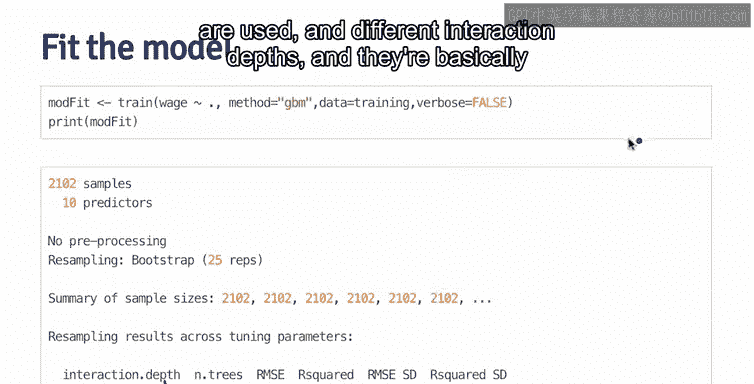 are used, and different interaction
depths, and they're basically
Fit the model
modFit <- train(wage ~ ., method="gbm",data=training,verbose=FALSE)
print(modFit)
2102 samples
10 predictors
No pre-processing
Resampling: Bootstrap (25 reps)
Summary of sample sizes: 2102, 2102, 2102, 2102, 2102, 2102, ...
Resampling results across tuning parameters:
interaction.depth n.trees RMSE Rsquared RMSE SD Rsquared SD